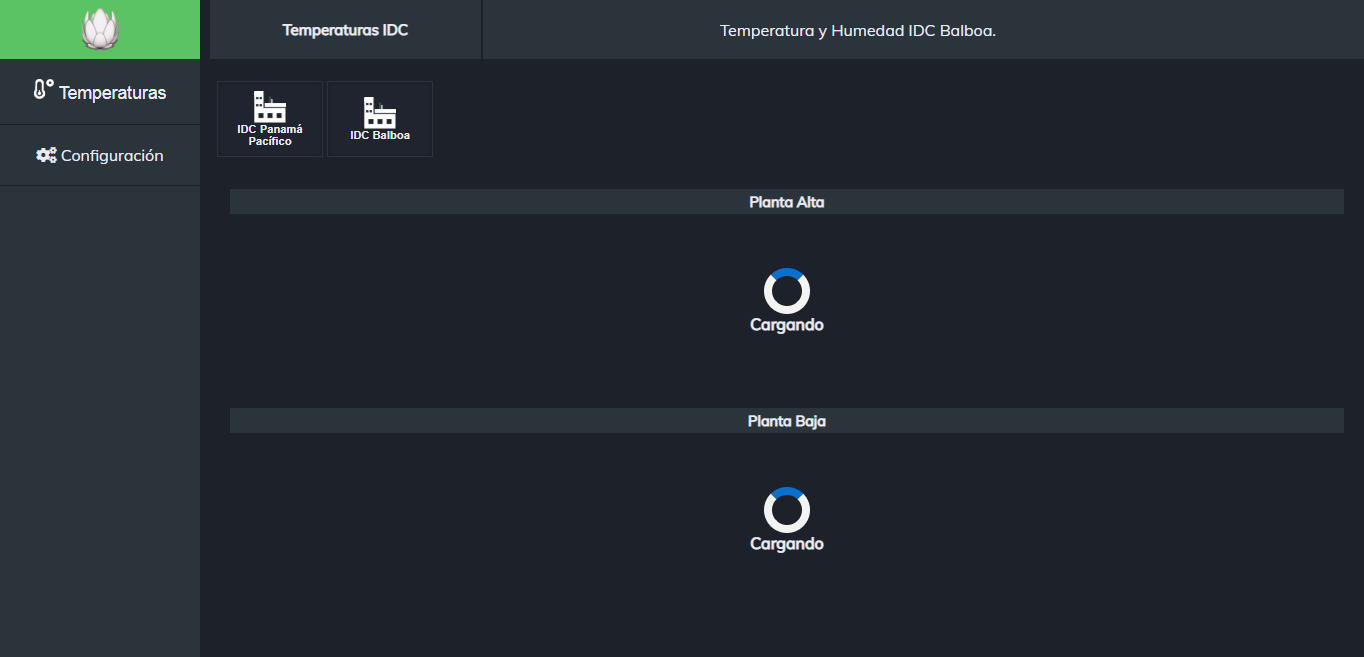 Temperaturas IDC
Temperatura y Humedad IDC Balboa.
Temperaturas
Configuración
IDC Panamá
Pacífico
IDC Balboa
Planta Alta
Cargando
Planta Baja
Cargando